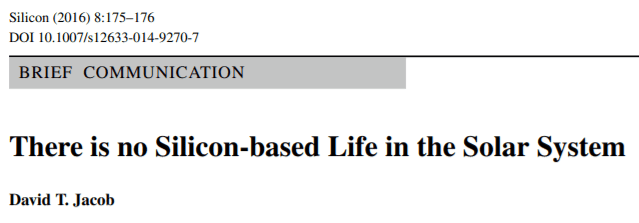 Silicon (2016) 8:175–176
DOI 10.1007/s12633-014-9270-7
BRIEF COMMUNICATION
There is no Silicon-based Life in the Solar System
David T. Jacob